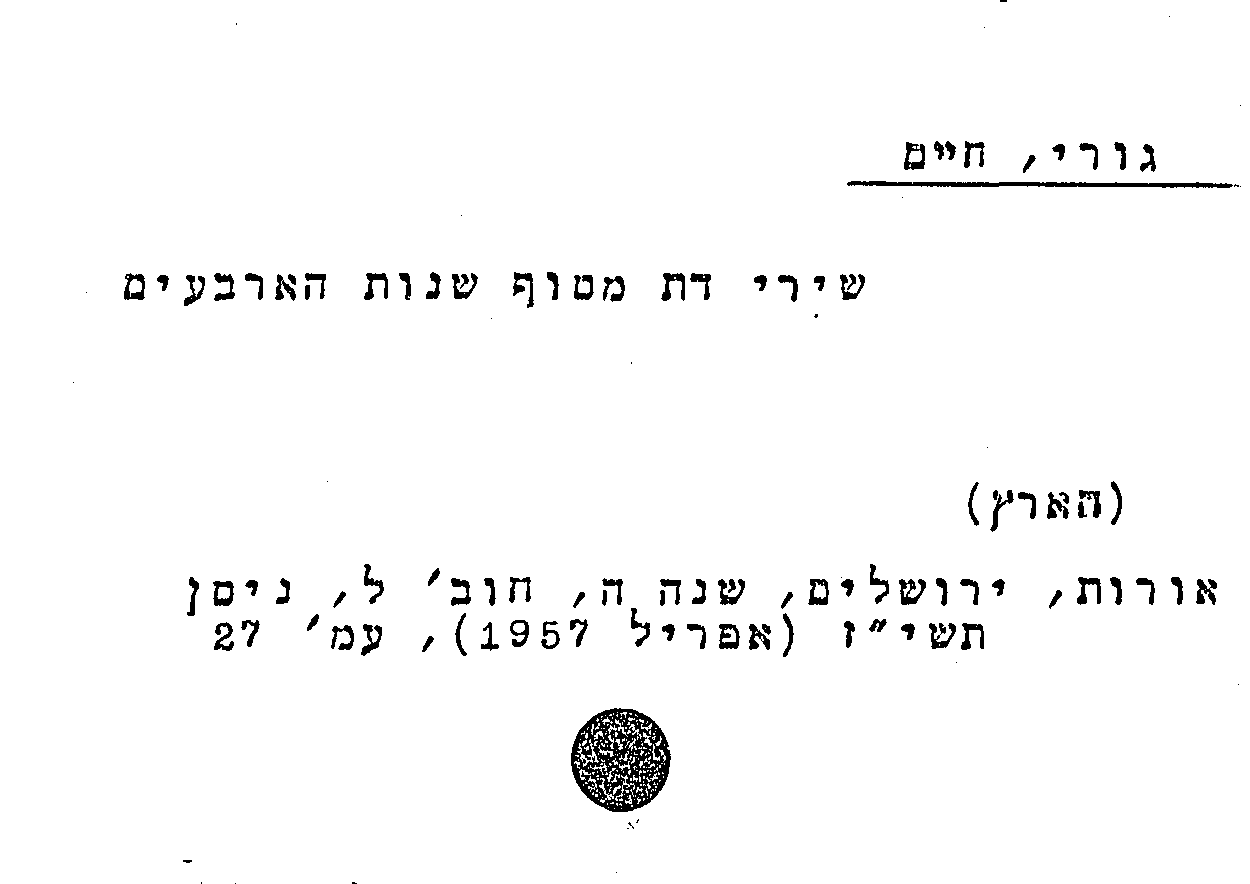 גורי, חיים
שירי דת מסוף שנות הארבעים
(הארץ)
אורות, ירושלים, שנה ה, חוב' ל, ניסן
תשי"ז (אפריל 1957), עמ' 27